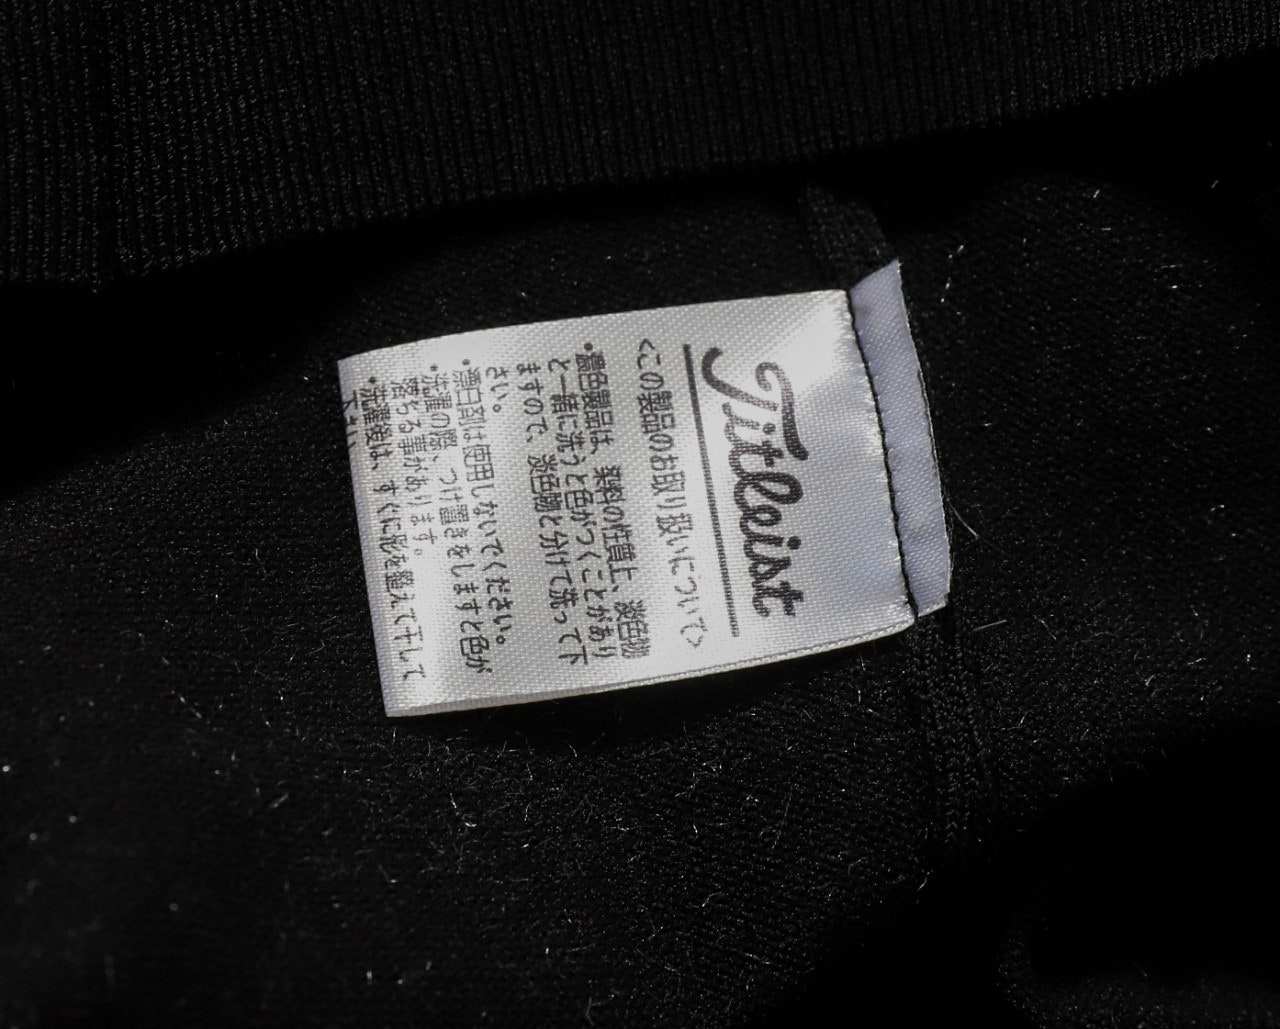 Titleist
<この製品のお取り扱いについて>
・濃色製品は、染料の性質上、淡色物
と一緒に洗うと色がつくことがあり
ますので、淡色物と分けて洗って下
さい。
・漂白剤は使用しないでください。
・洗濯の際、つけ置きをしますと色が
落ちる事があります。
・洗濯後は、すぐに形を整えて干して
下さい